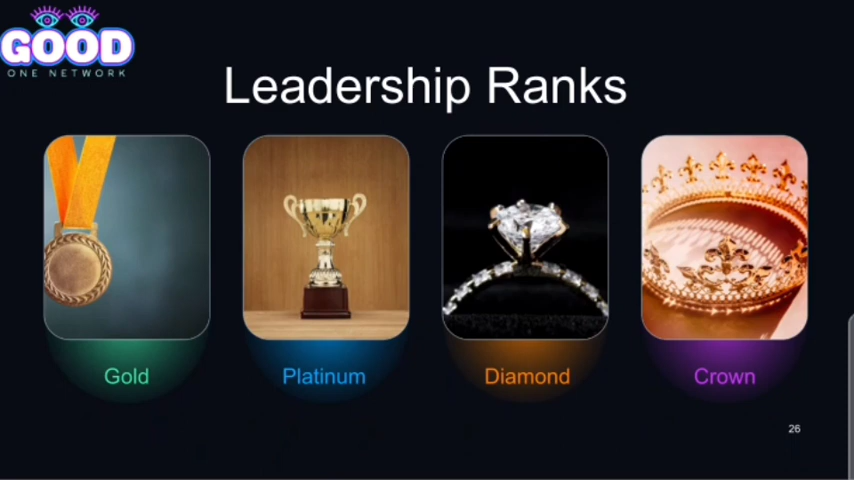 GOOD
ONE NETWORK
Leadership Ranks
Gold
Platinum
Diamond
Crown
26